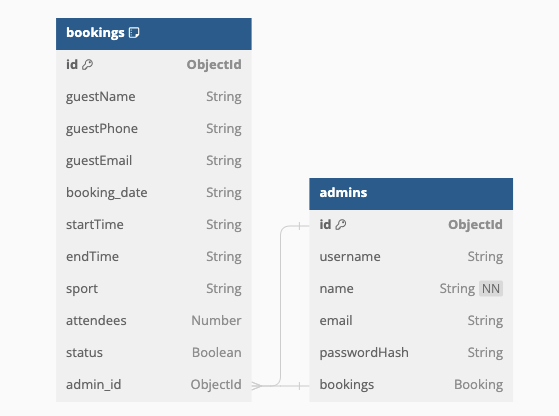 bookings
id ObjectId
guestName String
guestPhone String
guestEmail String
booking_date String
startTime String
endTime String
sport String
attendees Number
status Boolean
admin_id ObjectId
admins
id ObjectId
username String
name String NN
email String
passwordHash String
bookings Booking